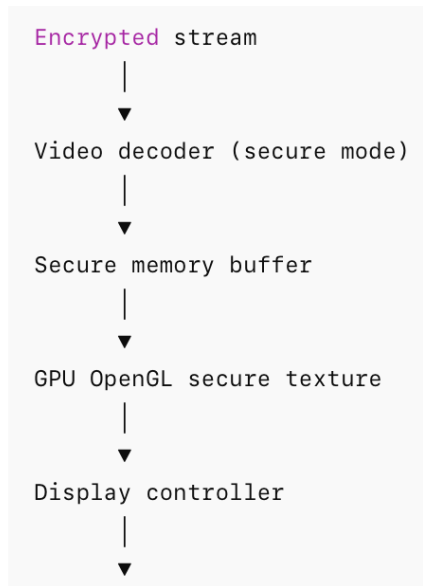 Encrypted stream
│
▼
Video decoder (secure mode)
│
▼
Secure memory buffer
│
▼
GPU OpenGL secure texture
│
▼
Display controller
│
▼